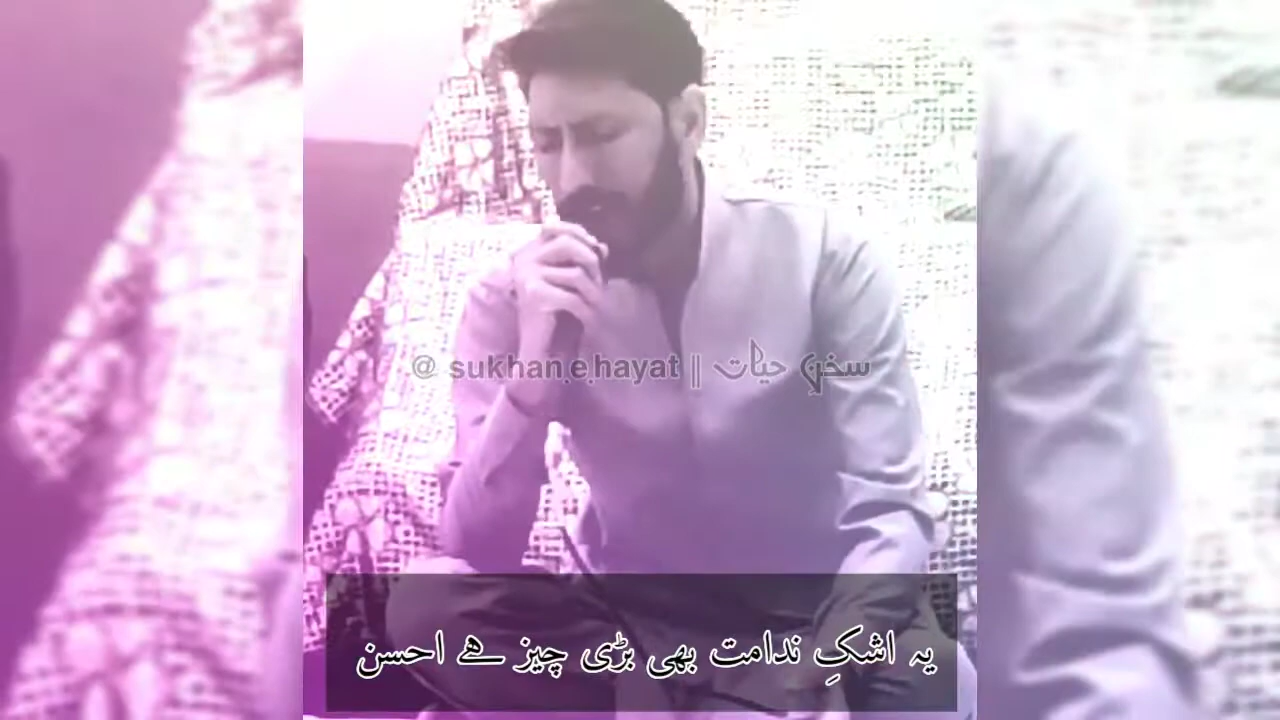 @ sukhan.e.hayat || سخن حیات
یہ اشکِ ندامت بھی بڑی چیز ہے احسن